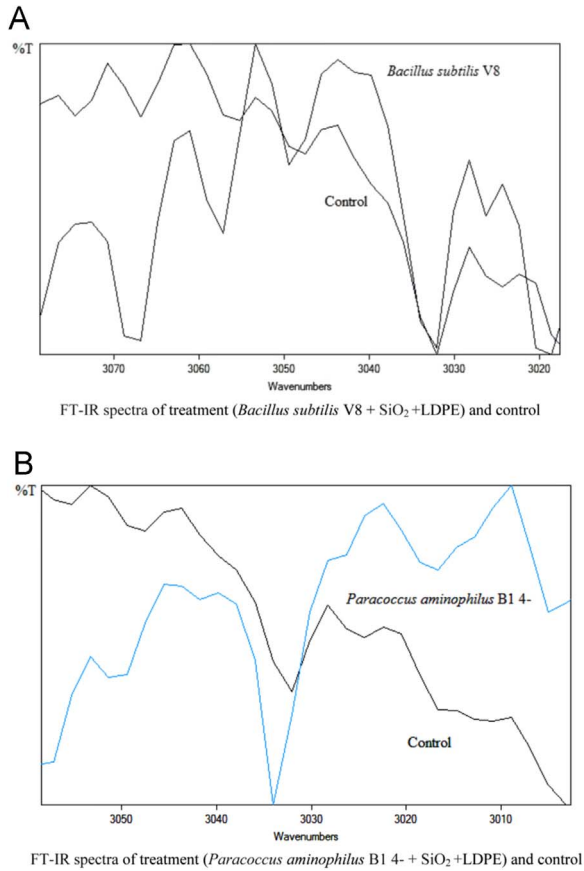 A
%T
Bacillus subtilis V8
Control
3070 3060 3050 3040 3030 3020
Wavenumbers
FT-IR spectra of treatment (Bacillus subtilis V8 + SiO₂ +LDPE) and control
B
%T
Paracoccus aminophilus B1 4-
Control
3050 3040 3030 3020 3010
Wavenumbers
FT-IR spectra of treatment (Paracoccus aminophilus B1 4- + SiO₂ +LDPE) and control